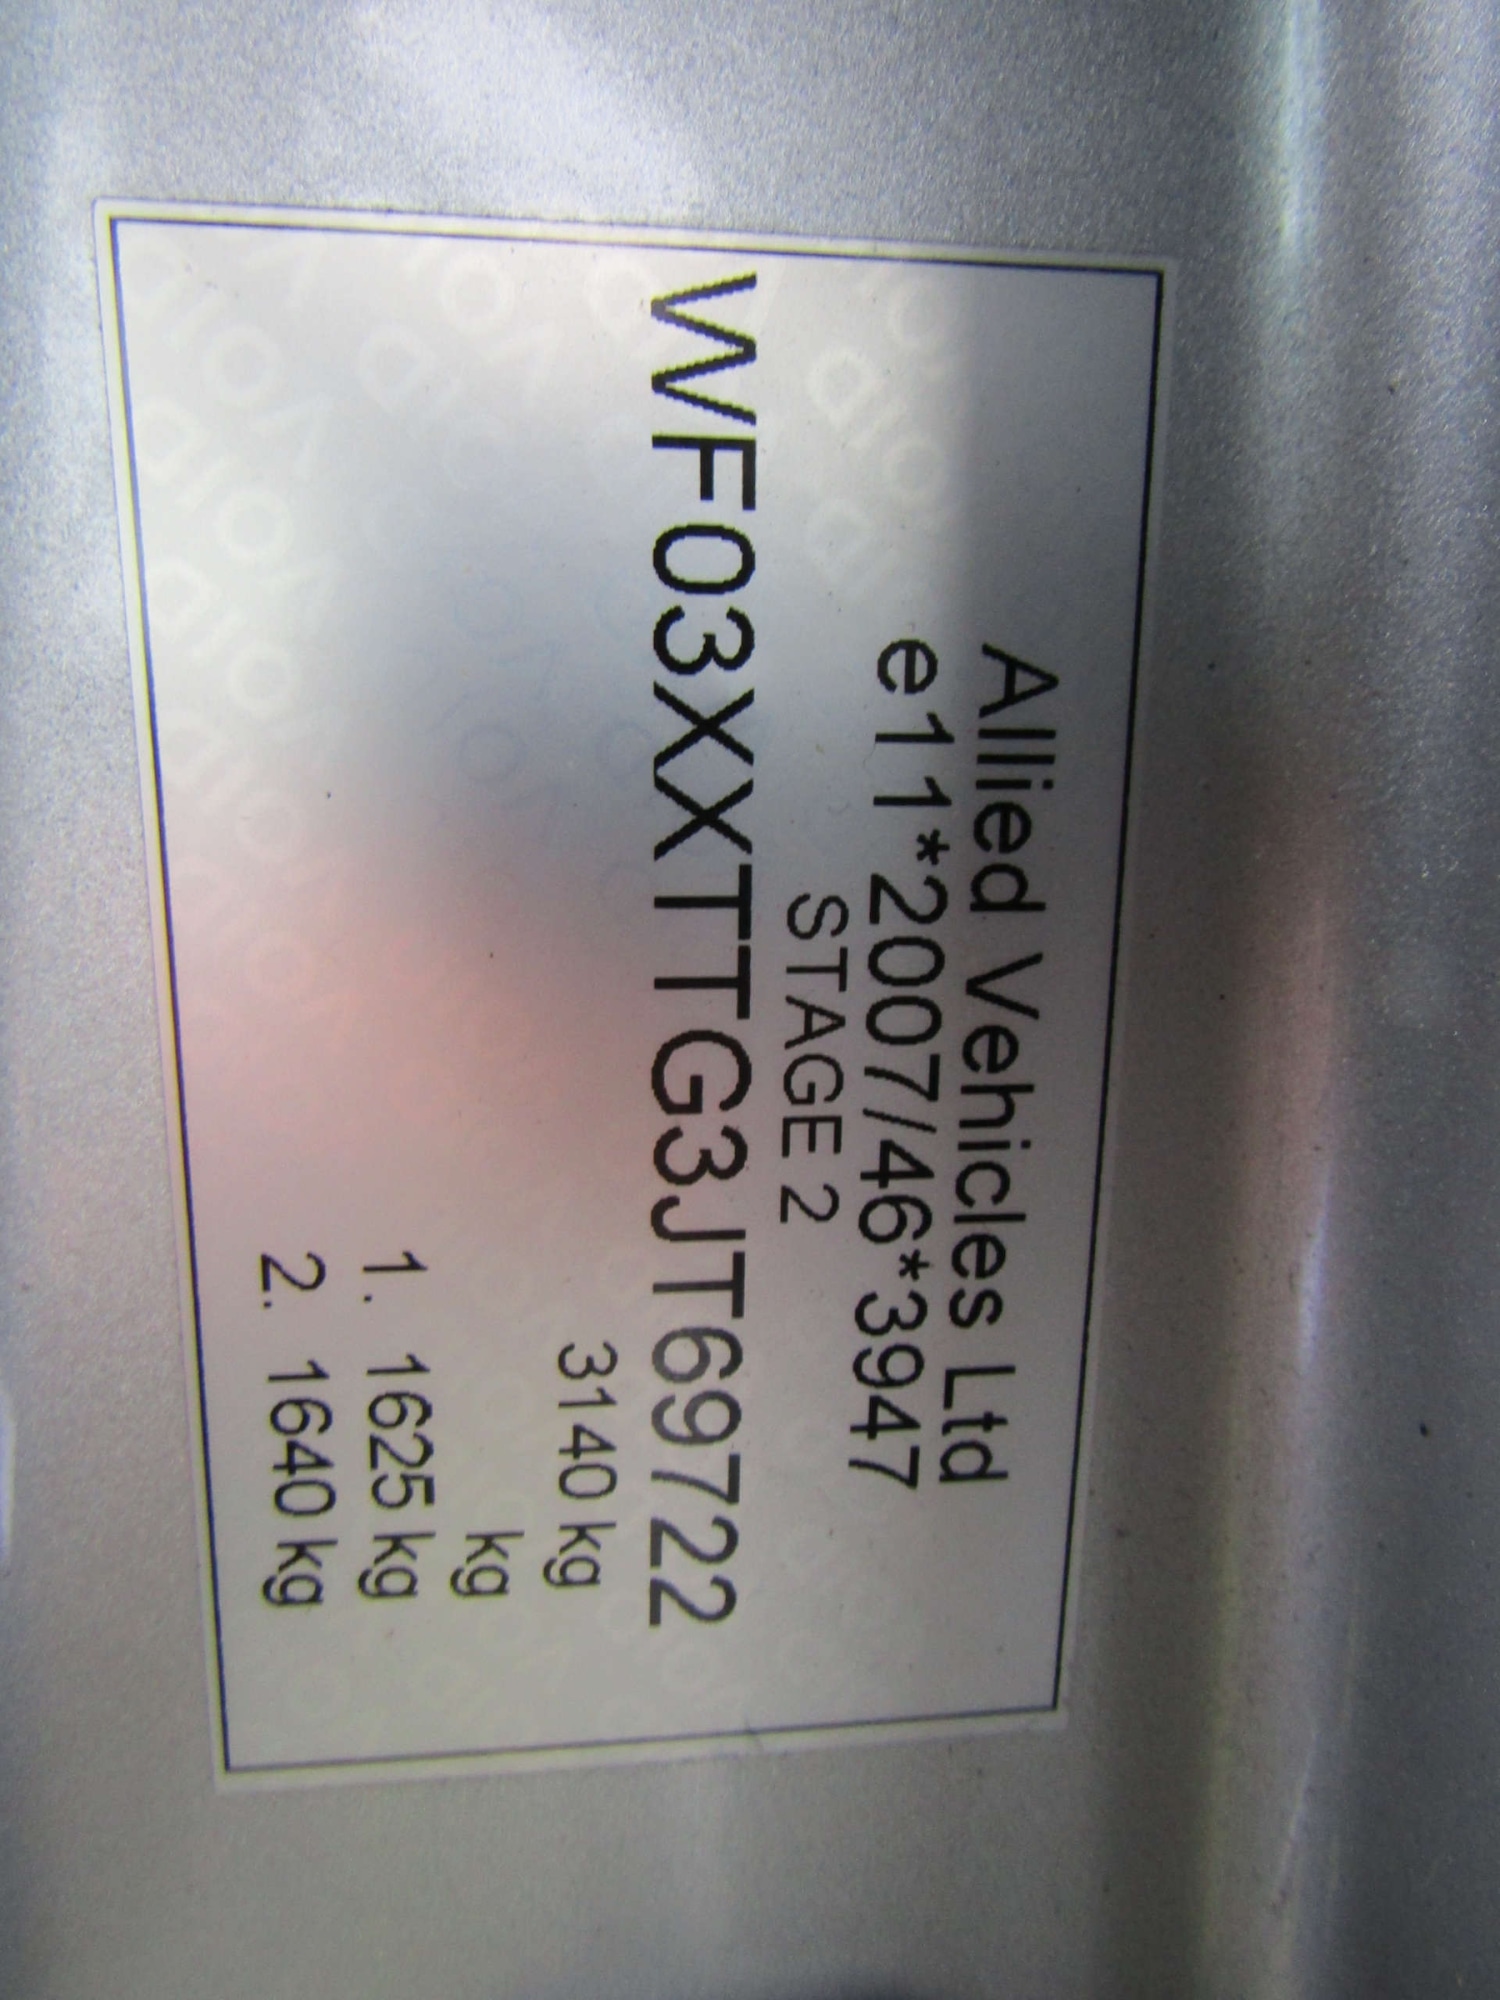 Allied Vehicles Ltd
e11*2007/46*3947
STAGE 2
WF03XXTTG3JT69722
3140 kg
kg
1. 1625 kg
2. 1640 kg